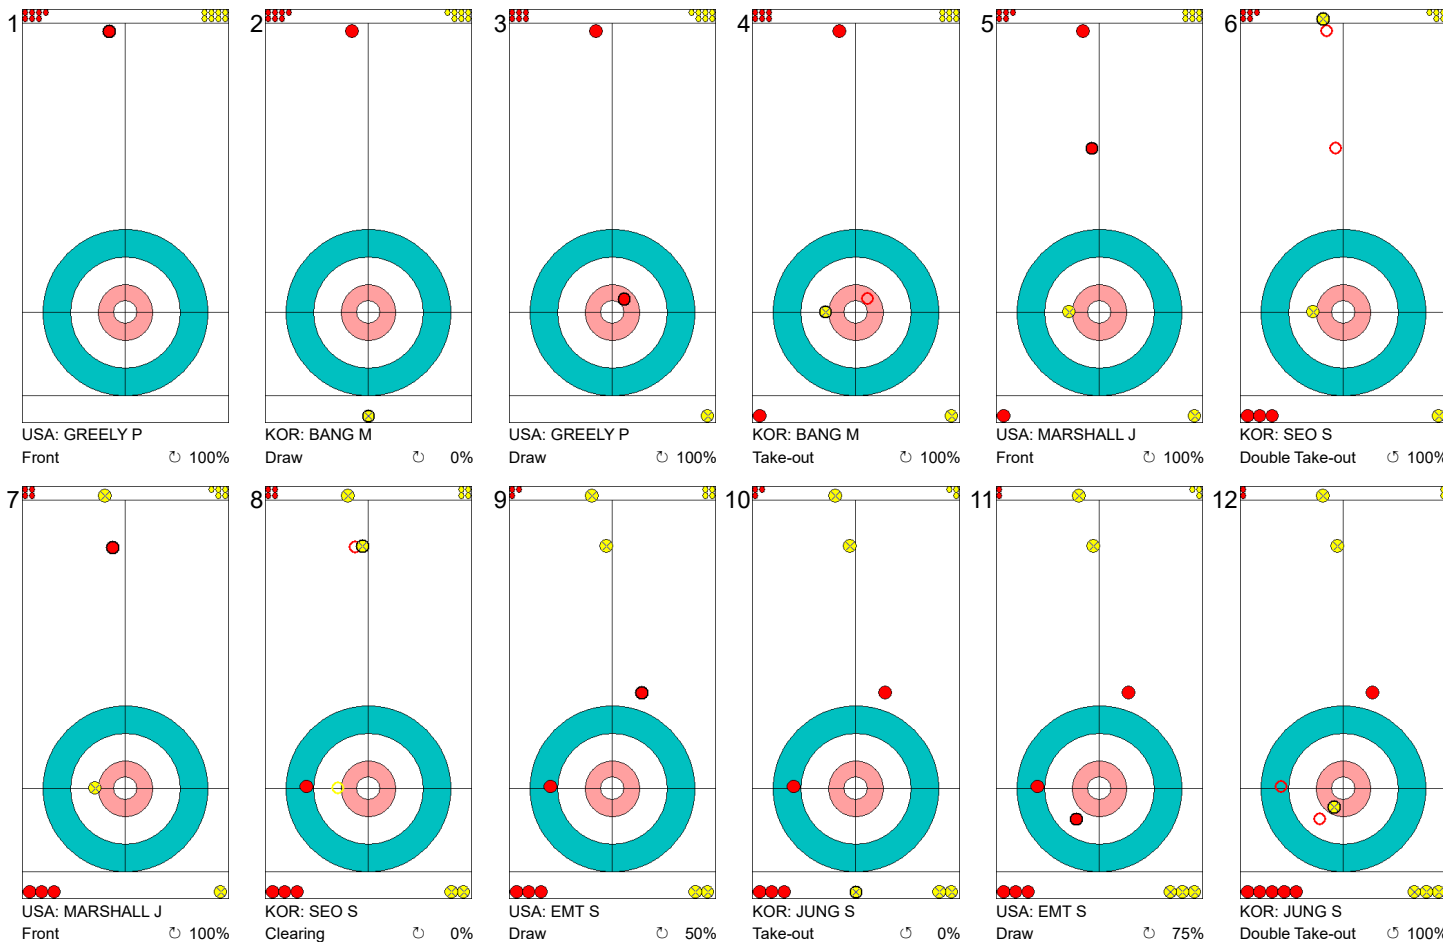 1
2
3
4
5
6
USA: GREELY P
KOR: BANG M
USA: GREELY P
KOR: BANG M
USA: MARSHALL J
KOR: SEO S
Front ↻ 100%
Draw ↻ 0%
Draw ↻ 100%
Take-out ↻ 100%
Front ↻ 100%
Double Take-out ↺ 100%
7
8
9
10
11
12
USA: MARSHALL J
KOR: SEO S
USA: EMT S
KOR: JUNG S
USA: EMT S
KOR: JUNG S
Front ↻ 100%
Clearing ↻ 0%
Draw ↻ 50%
Take-out ↺ 0%
Draw ↻ 75%
Double Take-out ↺ 100%